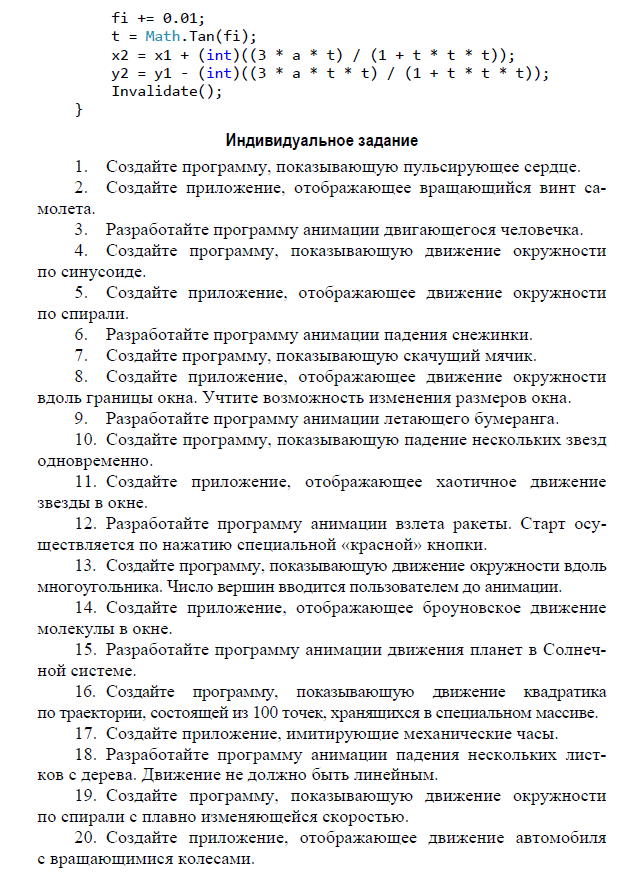 fi += 0.01;
t = Math.Tan(fi);
x2 = x1 + (int)((3 * a * t) / (1 + t * t * t));
y2 = y1 - (int)((3 * a * t * t) / (1 + t * t * t));
Invalidate();
}
Индивидуальное задание
1. Создайте программу, показывающую пульсирующее сердце.
2. Создайте приложение, отображающее вращающийся винт са-
молета.
3. Разработайте программу анимации двигающегося человечка.
4. Создайте программу, показывающую движение окружности
по синусоиде.
5. Создайте приложение, отображающее движение окружности
по спирали.
6. Разработайте программу анимации падения снежинки.
7. Создайте программу, показывающую скачущий мячик.
8. Создайте приложение, отображающее движение окружности
вдоль границы окна. Учтите возможность изменения размеров окна.
9. Разработайте программу анимации летающего бумеранга.
10. Создайте программу, показывающую падение нескольких звезд
одновременно.
11. Создайте приложение, отображающее хаотичное движение
звезды в окне.
12. Разработайте программу анимации взлета ракеты. Старт осу-
ществляется по нажатию специальной «красной» кнопки.
13. Создайте программу, показывающую движение окружности вдоль
многоугольника. Число вершин вводится пользователем до анимации.
14. Создайте приложение, отображающее броуновское движение
молекулы в окне.
15. Разработайте программу анимации движения планет в Солнеч-
ной системе.
16. Создайте программу, показывающую движение квадратика
по траектории, состоящей из 100 точек, хранящихся в специальном массиве.
17. Создайте приложение, имитирующие механические часы.
18. Разработайте программу анимации падения нескольких лист-
ков с дерева. Движение не должно быть линейным.
19. Создайте программу, показывающую движение окружности
по спирали с плавно изменяющейся скоростью.
20. Создайте приложение, отображающее движение автомобиля
с вращающимися колесами.